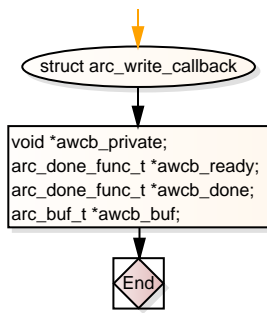 struct arc_write_callback
void *awcb_private;
arc_done_func_t *awcb_ready;
arc_done_func_t *awcb_done;
arc_buf_t *awcb_buf;
End